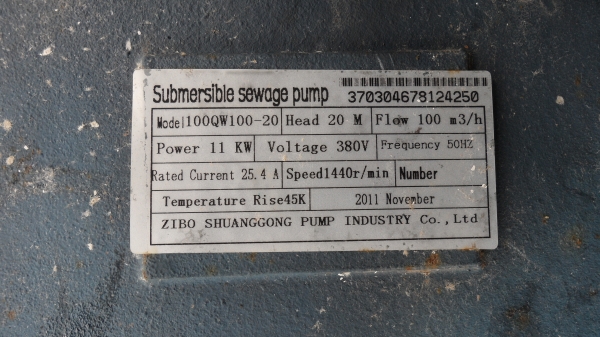 Submersible sewage pump 370304678124250
Model 100QW100-20 Head 20 M Flow 100 m3/h
Power 11 KW Voltage 380V Frequency 50HZ
Rated Current 25.4 A Speed1440r/min Number
Temperature Rise45K 2011 November
ZIBO SHUANGGONG PUMP INDUSTRY Co.,Ltd